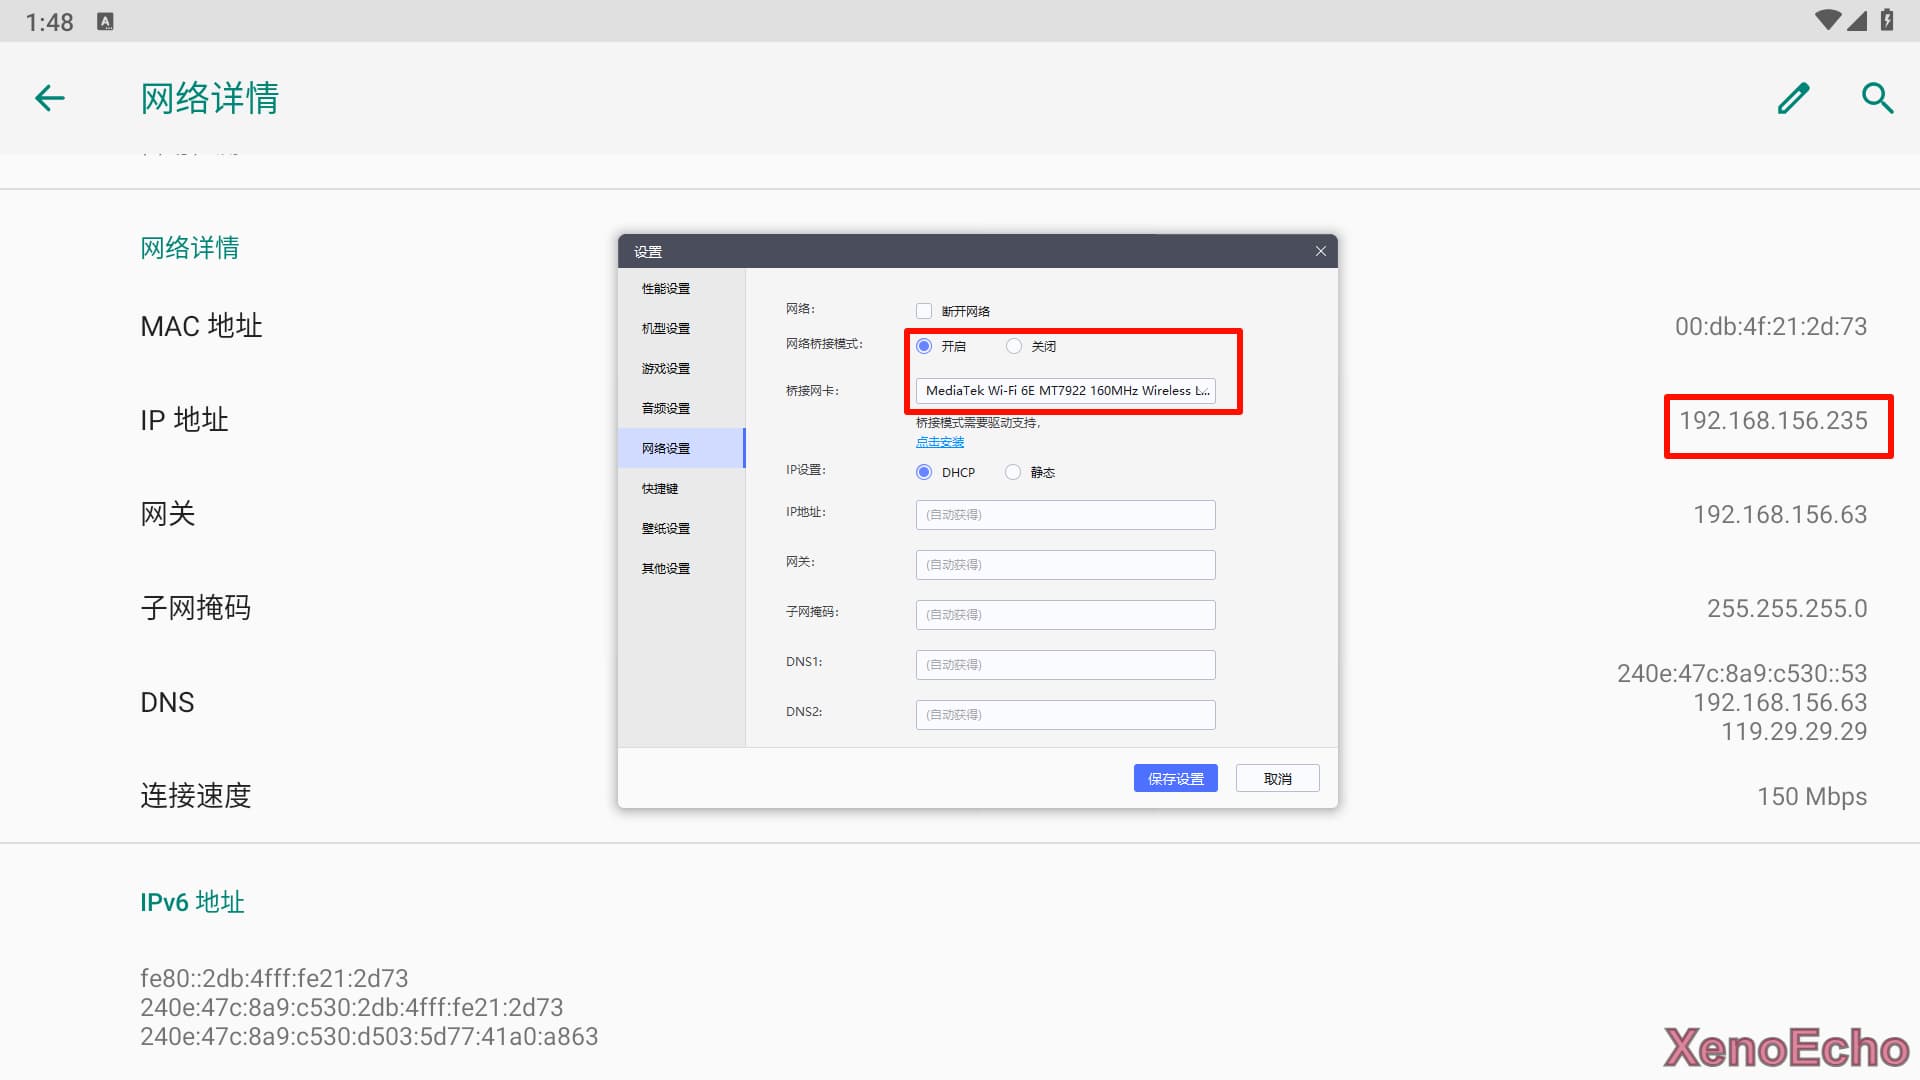 1:48
A
网络详情
网络详情
MAC 地址
00:db:4f:21:2d:73
IP 地址
192.168.156.235
网关
192.168.156.63
子网掩码
255.255.255.0
DNS
240e:47c:8a9:c530::53
192.168.156.63
119.29.29.29
连接速度
150 Mbps
IPv6 地址
fe80::2db:4fff:fe21:2d73
240e:47c:8a9:c530:2db:4fff:fe21:2d73
240e:47c:8a9:c530:d503:5d77:41a0:a863
设置
性能设置
机型设置
游戏设置
音频设置
网络设置
快捷键
壁纸设置
其他设置
网络:
断开网络
网络桥接模式:
开启 关闭
桥接网卡:
MediaTek Wi-Fi 6E MT7922 160MHz Wireless L...
桥接模式需要驱动支持,
点击安装
IP设置:
DHCP 静态
IP地址:
(自动获得)
网关:
(自动获得)
子网掩码:
(自动获得)
DNS1:
(自动获得)
DNS2:
(自动获得)
保存设置 取消
XenoEcho